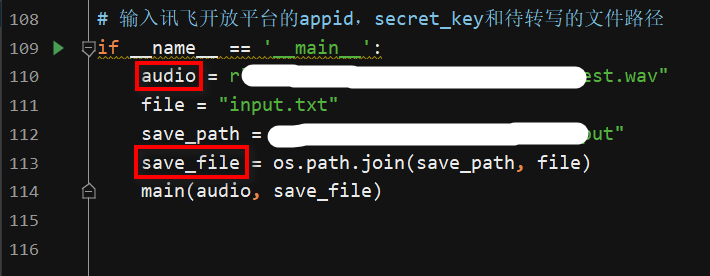 108 # 输入讯飞开放平台的appid，secret_key和待转写的文件路径
109 if __name__ == '__main__':
110 audio = r est.wav"
111 file = "input.txt"
112 save_path = out"
113 save_file = os.path.join(save_path, file)
114 main(audio, save_file)
115
116